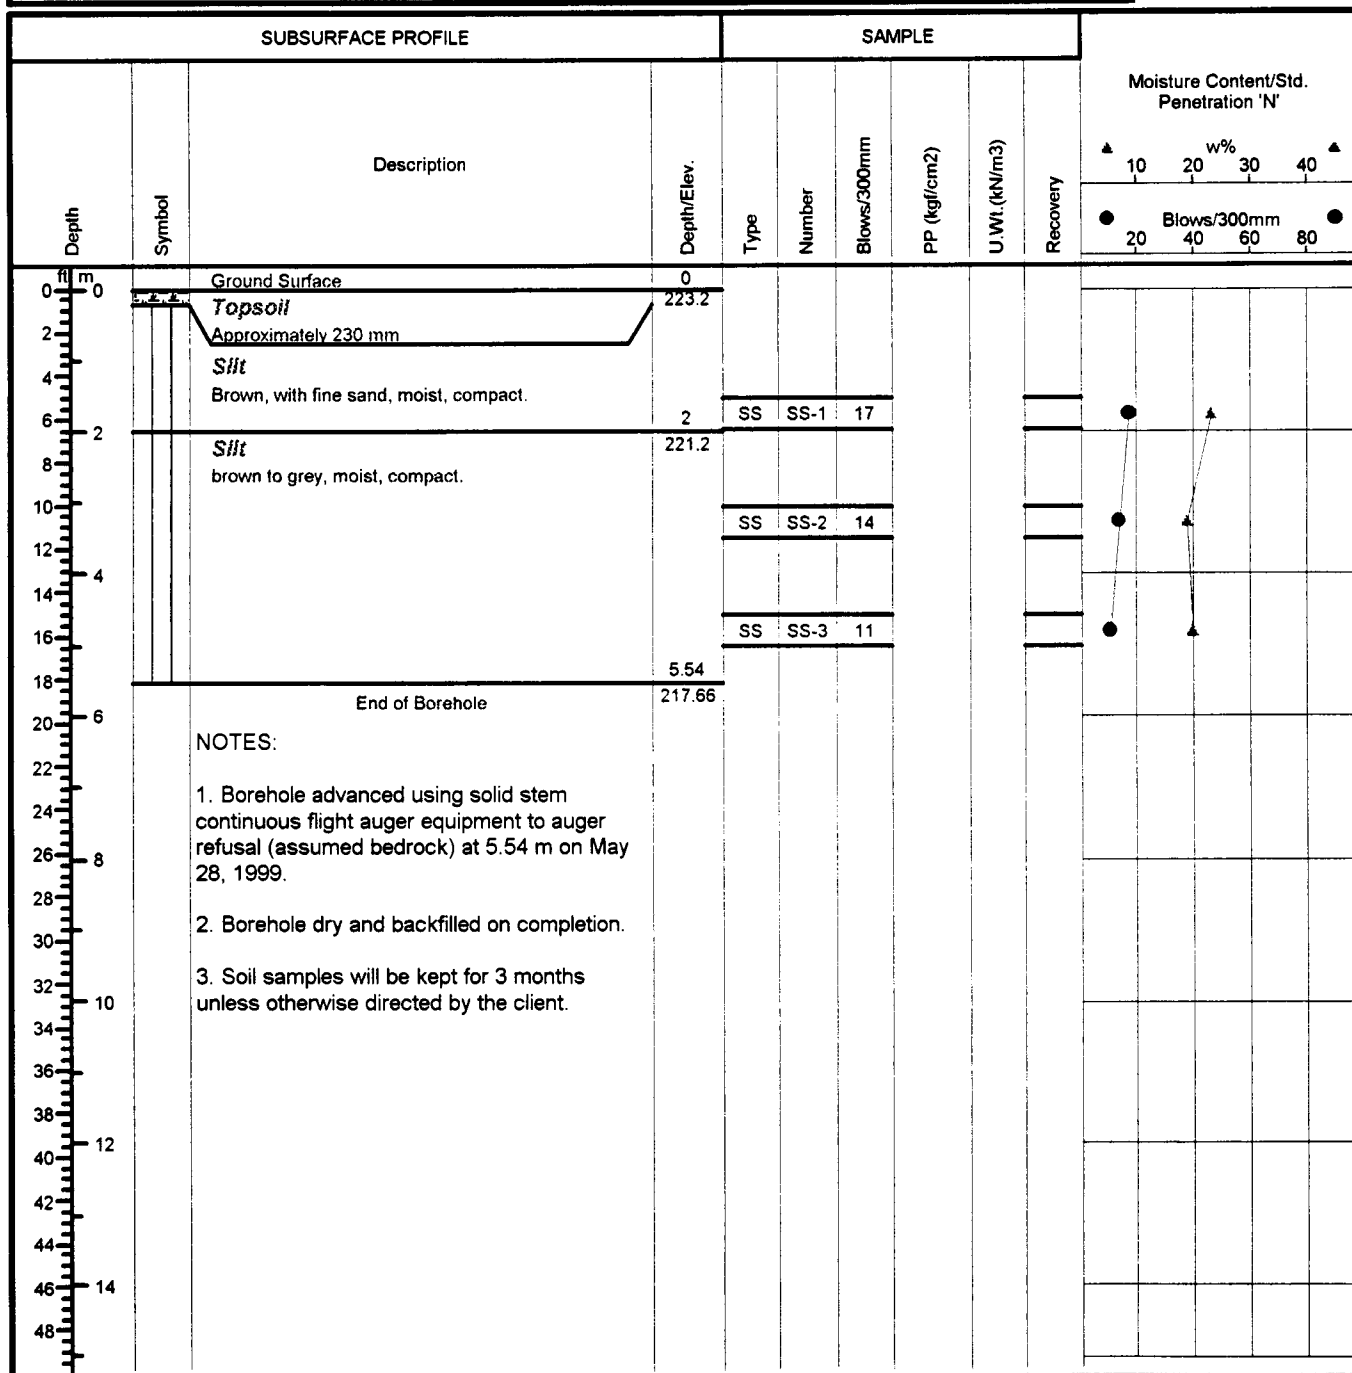 SUBSURFACE PROFILE
SAMPLE
Depth
Symbol
Description
Depth/Elev.
Type
Number
Blows/300mm
PP (kgf/cm2)
U.Wt.(kN/m3)
Recovery
Moisture Content/Std.
Penetration 'N'
w%
10 20 30 40
Blows/300mm
20 40 60 80
ft m
Ground Surface
0
0 0
Topsoil
223.2
Approximately 230 mm
2
Silt
4
Brown, with fine sand, moist, compact.
SS SS-1 17
6
2
2
Silt
221.2
8
brown to grey, moist, compact.
10
SS SS-2 14
12
4
14
SS SS-3 11
16
5.54
18
End of Borehole
217.66
6
20
NOTES:
22
1. Borehole advanced using solid stem
24
continuous flight auger equipment to auger
26
refusal (assumed bedrock) at 5.54 m on May
8
28, 1999.
28
2. Borehole dry and backfilled on completion.
30
3. Soil samples will be kept for 3 months
32
unless otherwise directed by the client.
10
34
36
38
12
40
42
44
46
14
48